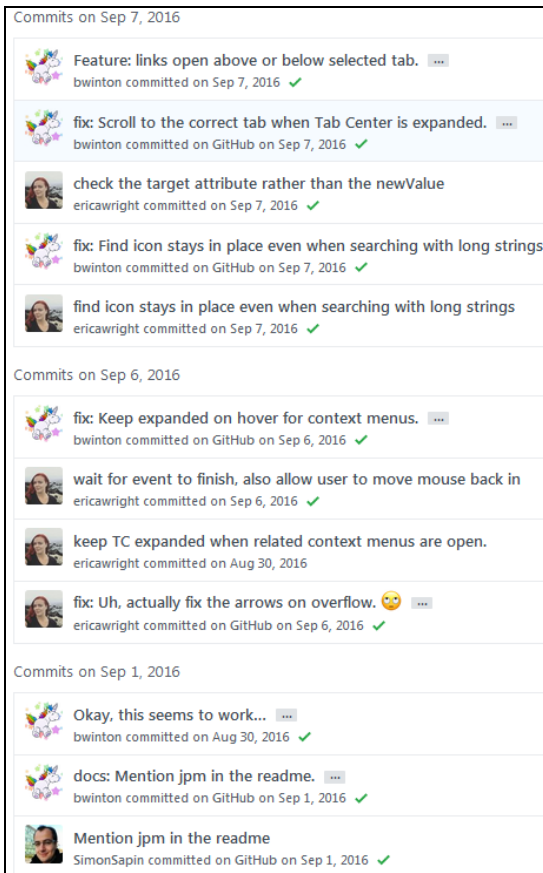 Commits on Sep 7, 2016
Feature: links open above or below selected tab. ...
bwinton committed on Sep 7, 2016
fix: Scroll to the correct tab when Tab Center is expanded. ...
bwinton committed on GitHub on Sep 7, 2016
check the target attribute rather than the newValue
ericawright committed on Sep 7, 2016
fix: Find icon stays in place even when searching with long strings
bwinton committed on GitHub on Sep 7, 2016
find icon stays in place even when searching with long strings
ericawright committed on Sep 7, 2016
Commits on Sep 6, 2016
fix: Keep expanded on hover for context menus. ...
bwinton committed on GitHub on Sep 6, 2016
wait for event to finish, also allow user to move mouse back in
ericawright committed on Sep 6, 2016
keep TC expanded when related context menus are open.
ericawright committed on Aug 30, 2016
fix: Uh, actually fix the arrows on overflow. 🙄 ...
ericawright committed on GitHub on Sep 6, 2016
Commits on Sep 1, 2016
Okay, this seems to work... ...
bwinton committed on Aug 30, 2016
docs: Mention jpm in the readme. ...
bwinton committed on GitHub on Sep 1, 2016
Mention jpm in the readme
SimonSapin committed on GitHub on Sep 1, 2016